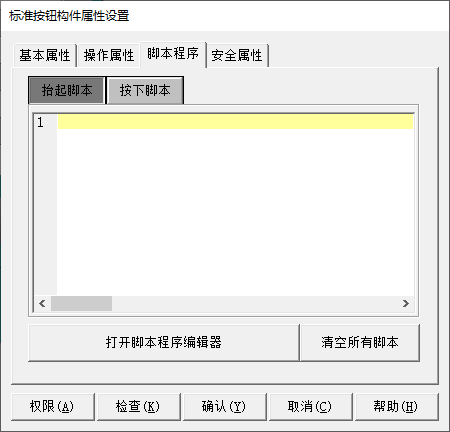 标准按钮构件属性设置
基本属性 操作属性 脚本程序 安全属性
抬起脚本 按下脚本
1
打开脚本程序编辑器 清空所有脚本
权限(A) 检查(K) 确认(Y) 取消(C) 帮助(H)